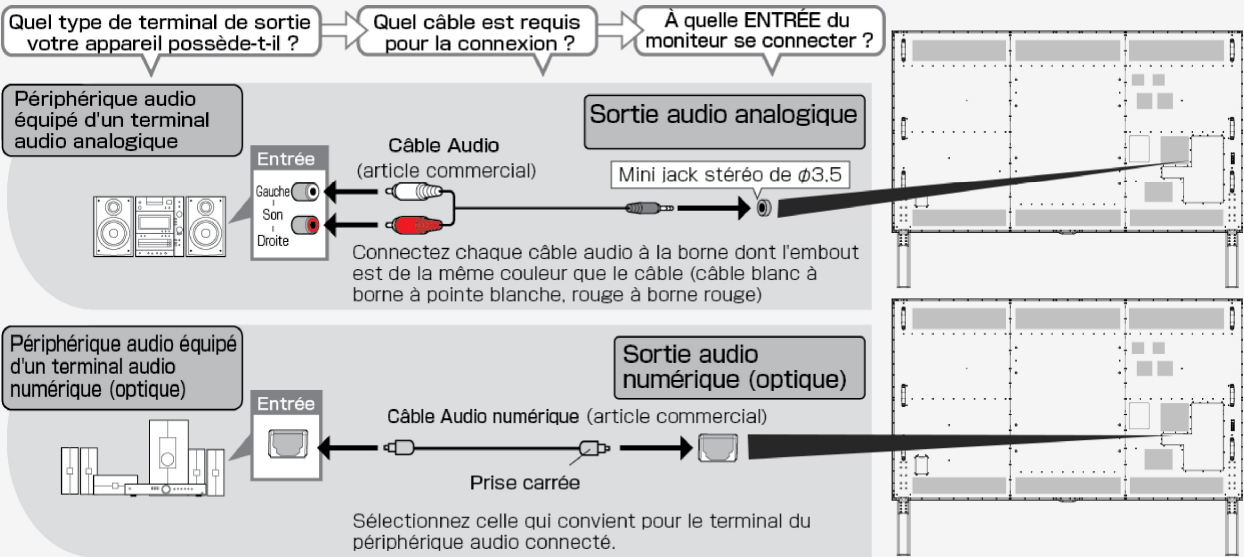 Quel type de terminal de sortie
votre appareil possède-t-il ?
Quel câble est requis
pour la connexion ?
À quelle ENTRÉE du
moniteur se connecter ?
Périphérique audio
équipé d'un terminal
audio analogique
Entrée
Gauche
Son
Droite
Câble Audio
(article commercial)
Sortie audio analogique
Mini jack stéréo de ø3.5
Connectez chaque câble audio à la borne dont l'embout
est de la même couleur que le câble (câble blanc à
borne à pointe blanche, rouge à borne rouge)
Périphérique audio équipé
d'un terminal audio
numérique (optique)
Entrée
Câble Audio numérique (article commercial)
Prise carrée
Sortie audio
numérique (optique)
Sélectionnez celle qui convient pour le terminal du
périphérique audio connecté.